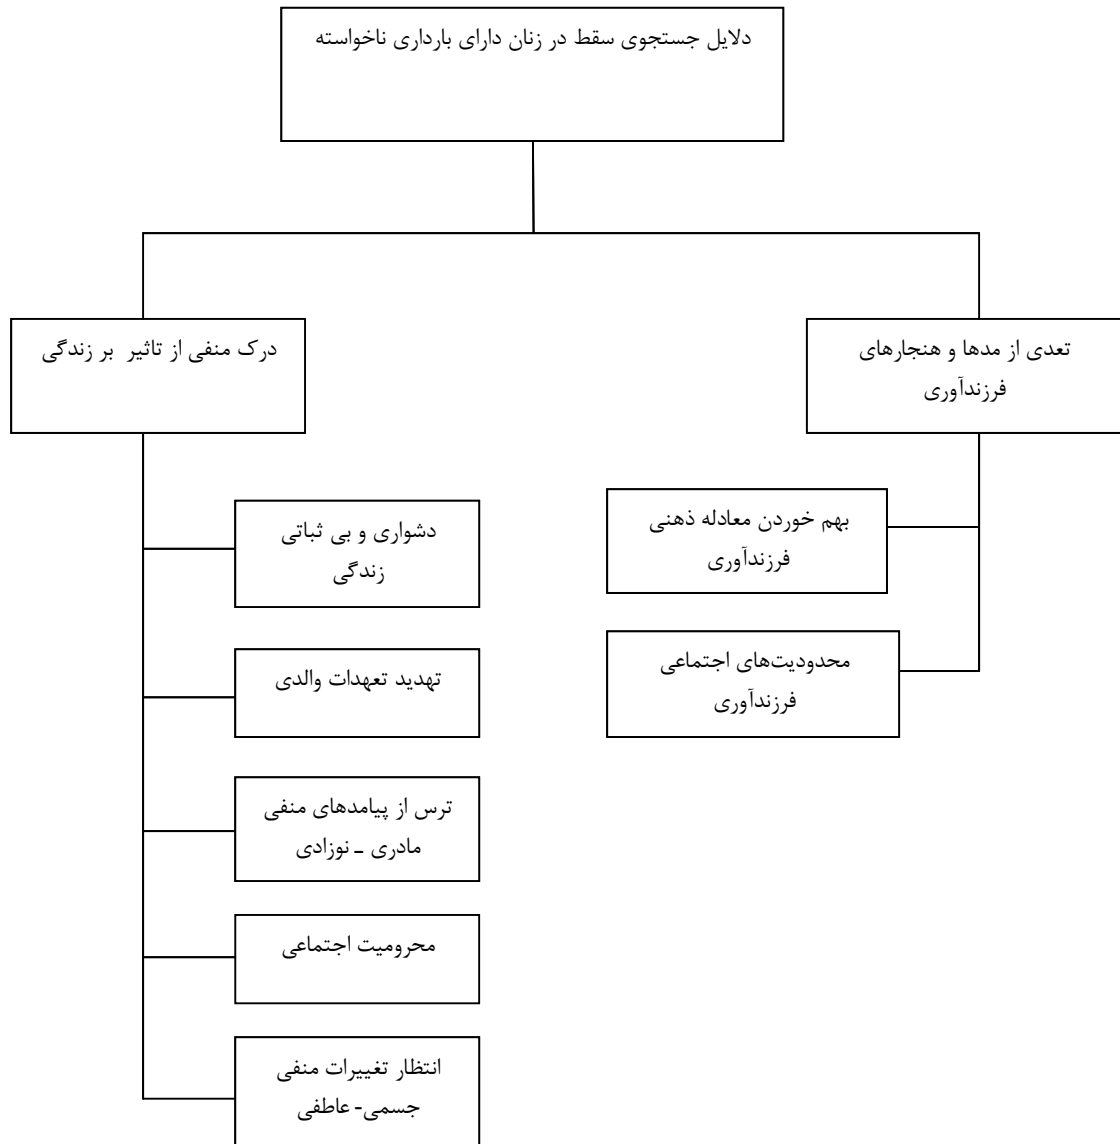 دلایل جستجوی سقط در زنان دارای بارداری ناخواسته
تعدی از مدها و هنجارهای
فرزندآوری
بهم خوردن معادله ذهنی
فرزندآوری
محدودیت‌های اجتماعی
فرزندآوری
درک منفی از تاثیر بر زندگی
دشواری و بی ثباتی
زندگی
تهدید تعهدات والدی
ترس از پیامدهای منفی
مادری ـ نوزادی
محرومیت اجتماعی
انتظار تغییرات منفی
جسمی- عاطفی